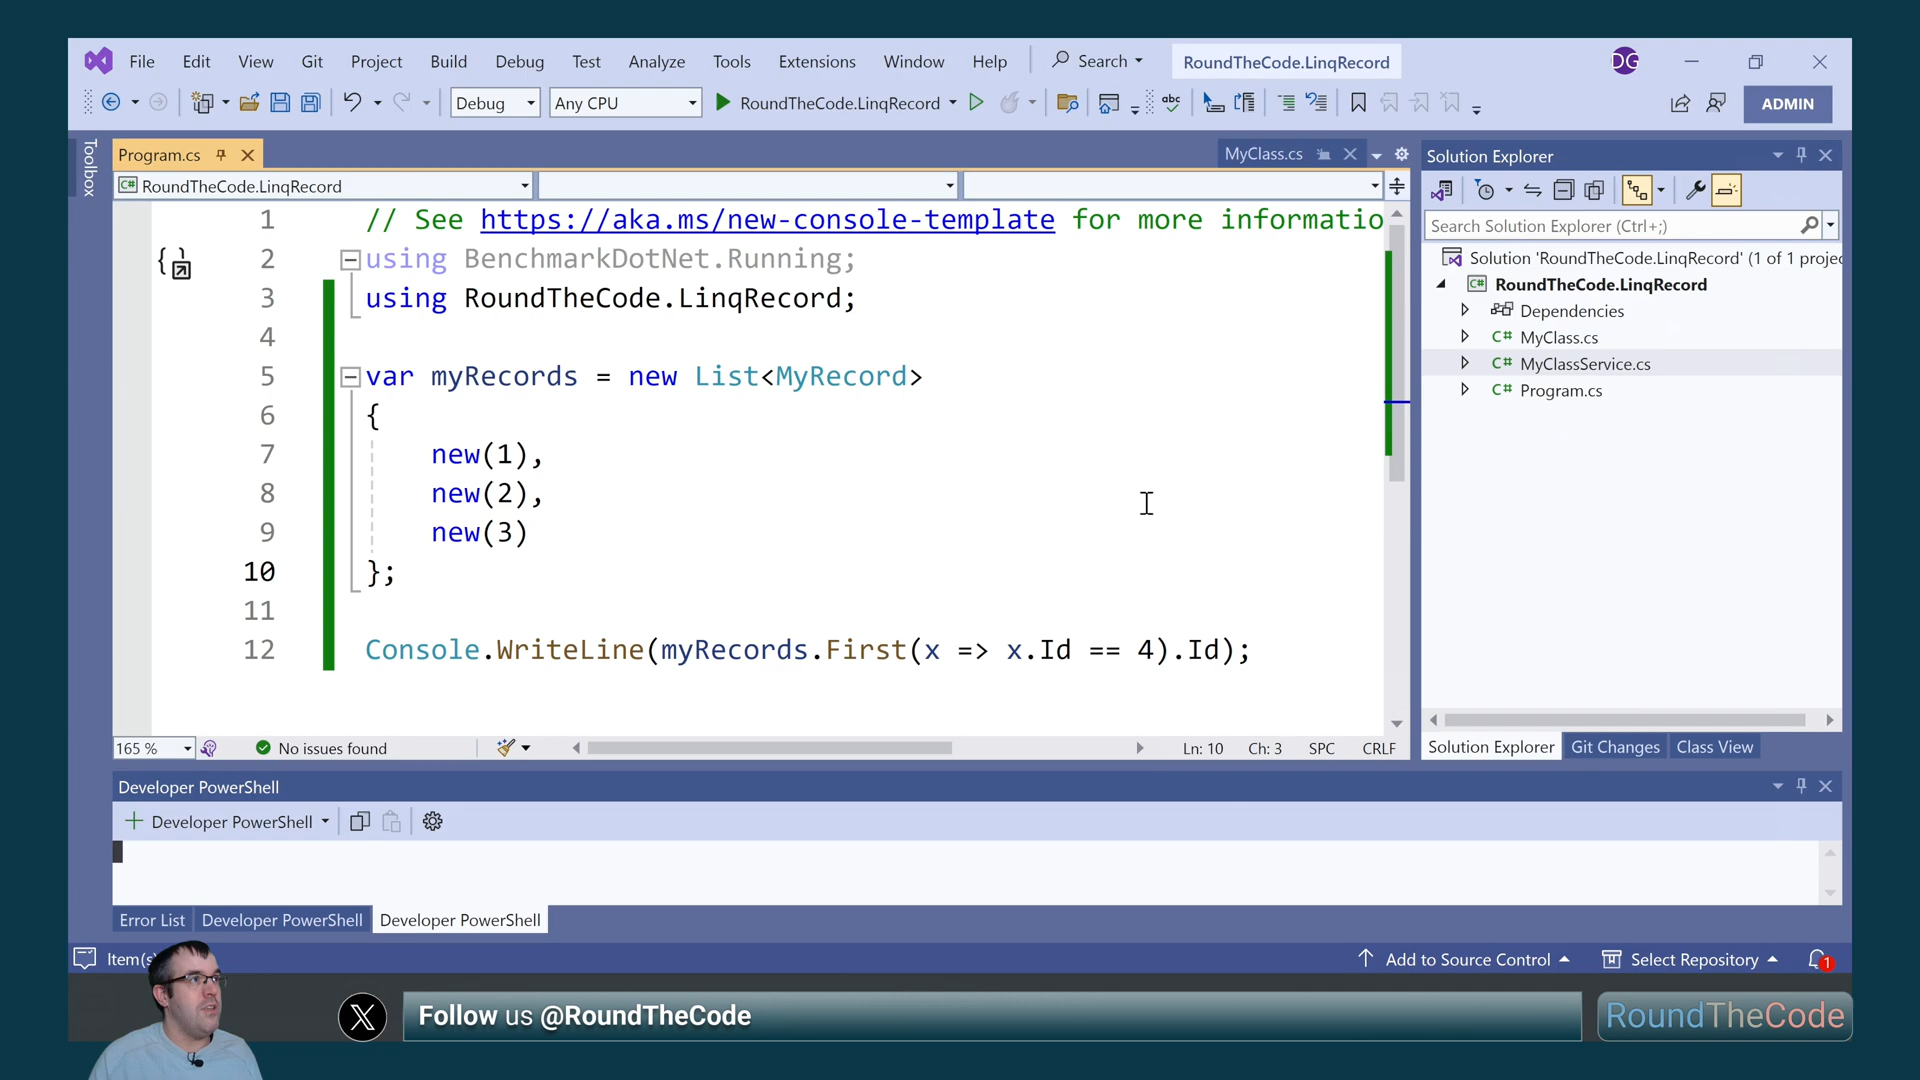 File Edit View Git Project Build Debug Test Analyze Tools Extensions Window Help Search RoundTheCode.LinqRecord DG
Debug Any CPU RoundTheCode.LinqRecord abc ADMIN
Toolbox
Program.cs MyClass.cs
C# RoundTheCode.LinqRecord
1 // See https://aka.ms/new-console-template for more informatio
2 using BenchmarkDotNet.Running;
3 using RoundTheCode.LinqRecord;
4
5 var myRecords = new List<MyRecord>
6 {
7 new(1),
8 new(2),
9 new(3)
10 };
11
12 Console.WriteLine(myRecords.First(x => x.Id == 4).Id);
165 % No issues found Ln: 10 Ch: 3 SPC CRLF
Solution Explorer
Search Solution Explorer (Ctrl+;)
Solution 'RoundTheCode.LinqRecord' (1 of 1 projec
C# RoundTheCode.LinqRecord
Dependencies
C# MyClass.cs
C# MyClassService.cs
C# Program.cs
Solution Explorer Git Changes Class View
Developer PowerShell
Developer PowerShell
Error List Developer PowerShell Developer PowerShell
Item(s Add to Source Control Select Repository 1
X Follow us @RoundTheCode RoundTheCode